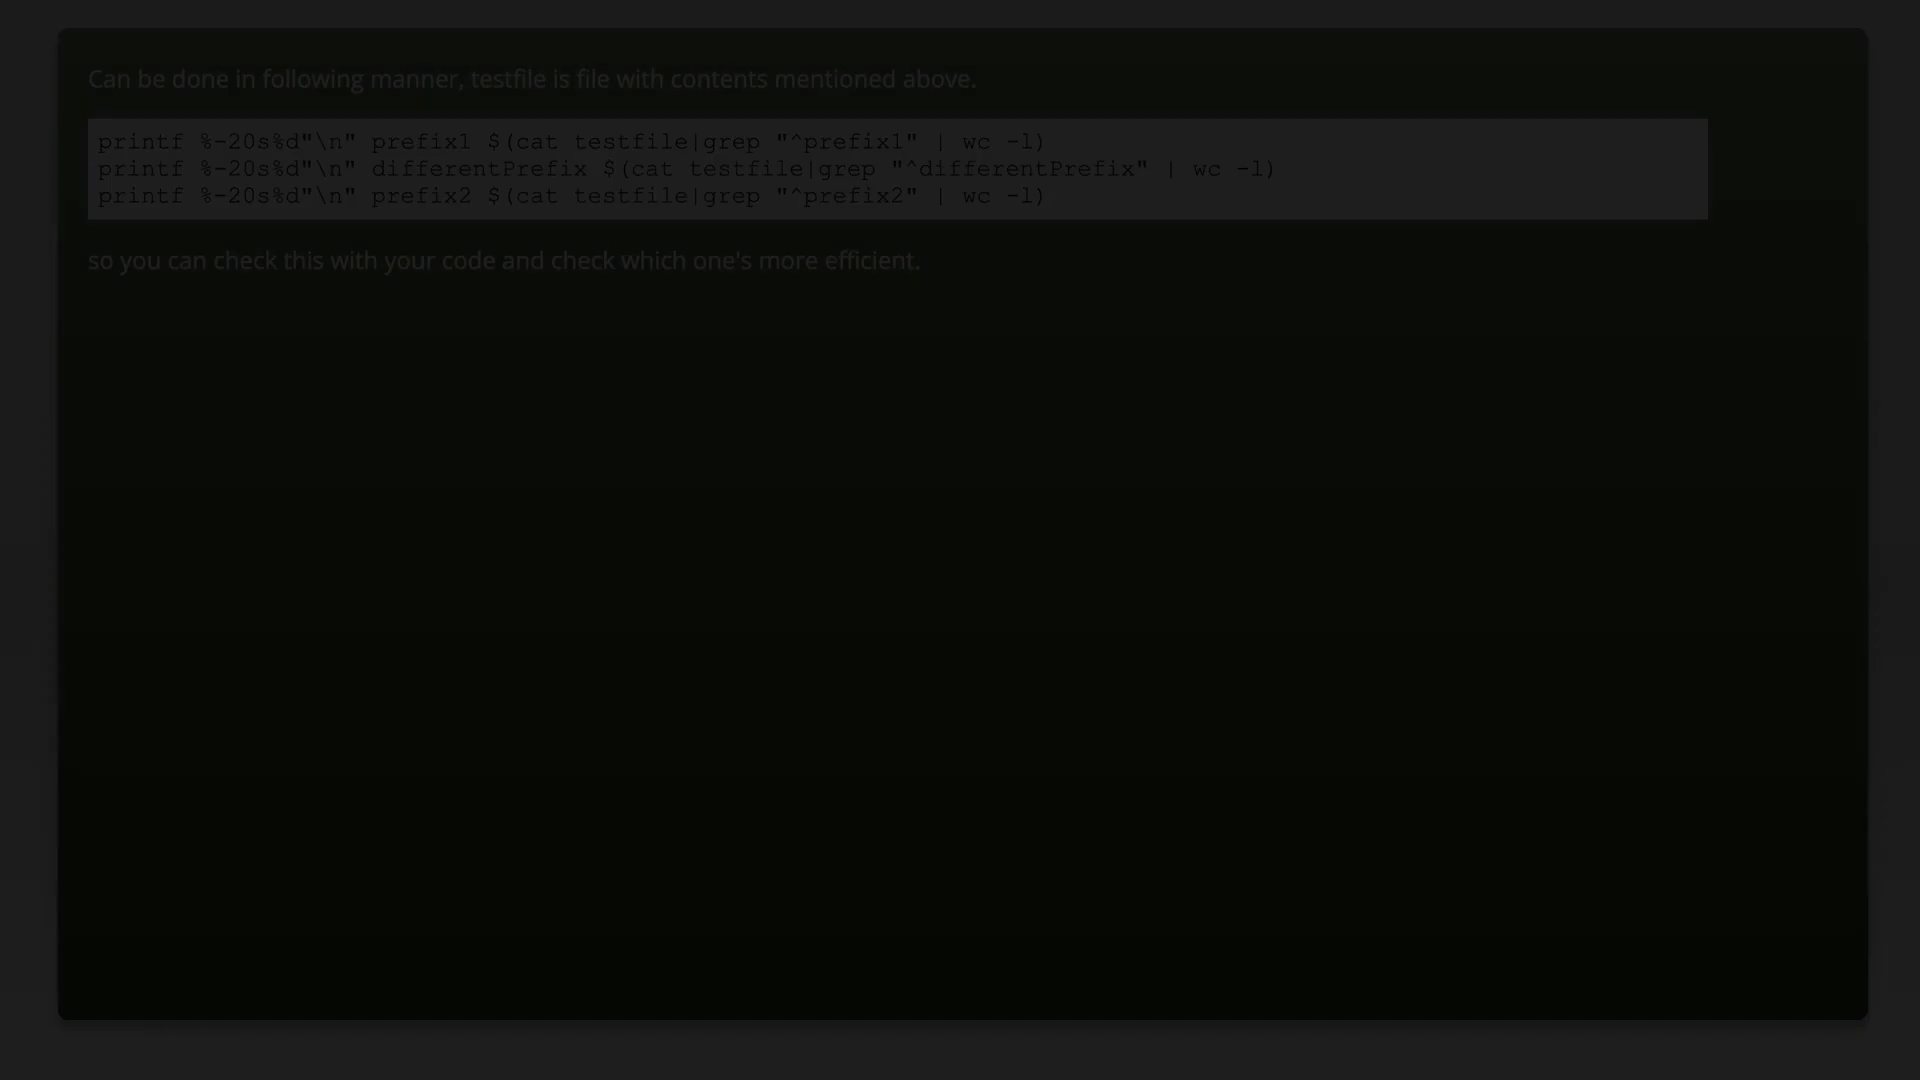 Can be done in following manner, testfile is file with contents mentioned above.
printf %-20s%d"\n" prefix1 $(cat testfile|grep "^prefix1" | wc -l)
printf %-20s%d"\n" differentPrefix $(cat testfile|grep "^differentPrefix" | wc -l)
printf %-20s%d"\n" prefix2 $(cat testfile|grep "^prefix2" | wc -l)
so you can check this with your code and check which one's more efficient.